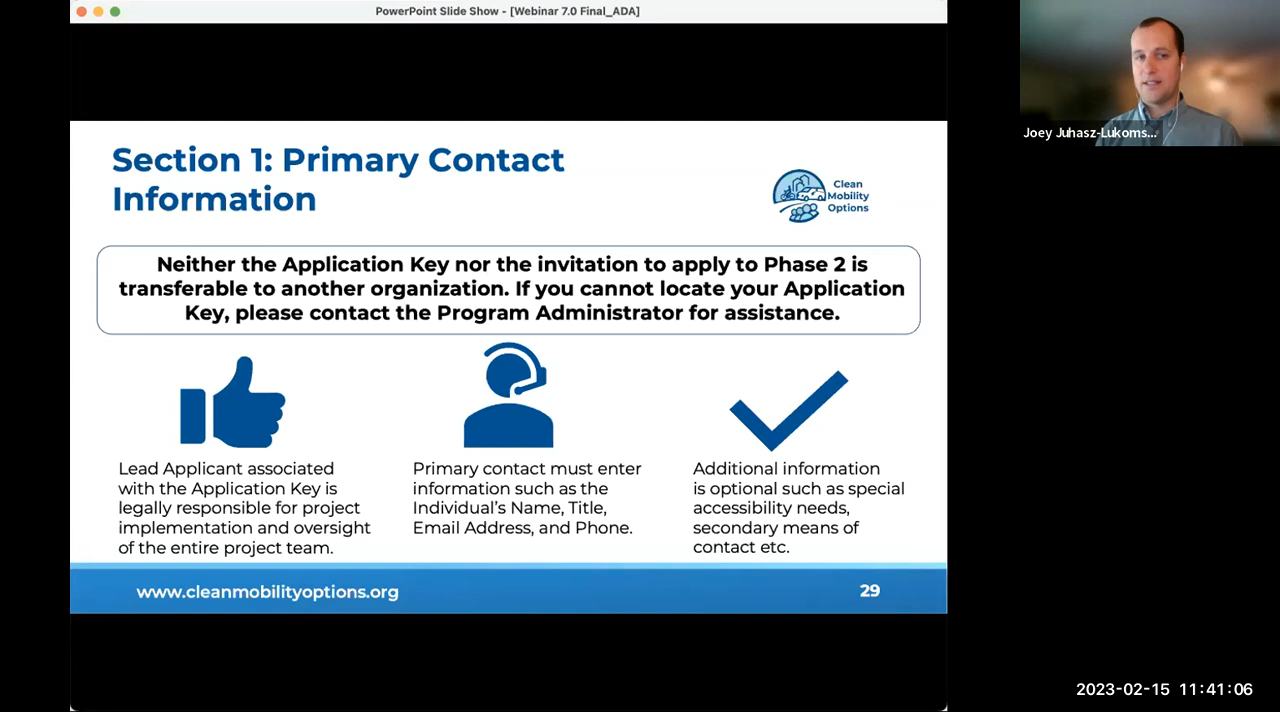 PowerPoint Slide Show - [Webinar 7.0 Final_ADA]
Joey Juhasz-Lukoms...
Section 1: Primary Contact
Information
Clean
Mobility
Options
Neither the Application Key nor the invitation to apply to Phase 2 is
transferable to another organization. If you cannot locate your Application
Key, please contact the Program Administrator for assistance.
Lead Applicant associated
with the Application Key is
legally responsible for project
implementation and oversight
of the entire project team.
Primary contact must enter
information such as the
Individual’s Name, Title,
Email Address, and Phone.
Additional information
is optional such as special
accessibility needs,
secondary means of
contact etc.
www.cleanmobilityoptions.org
29
2023-02-15 11:41:06